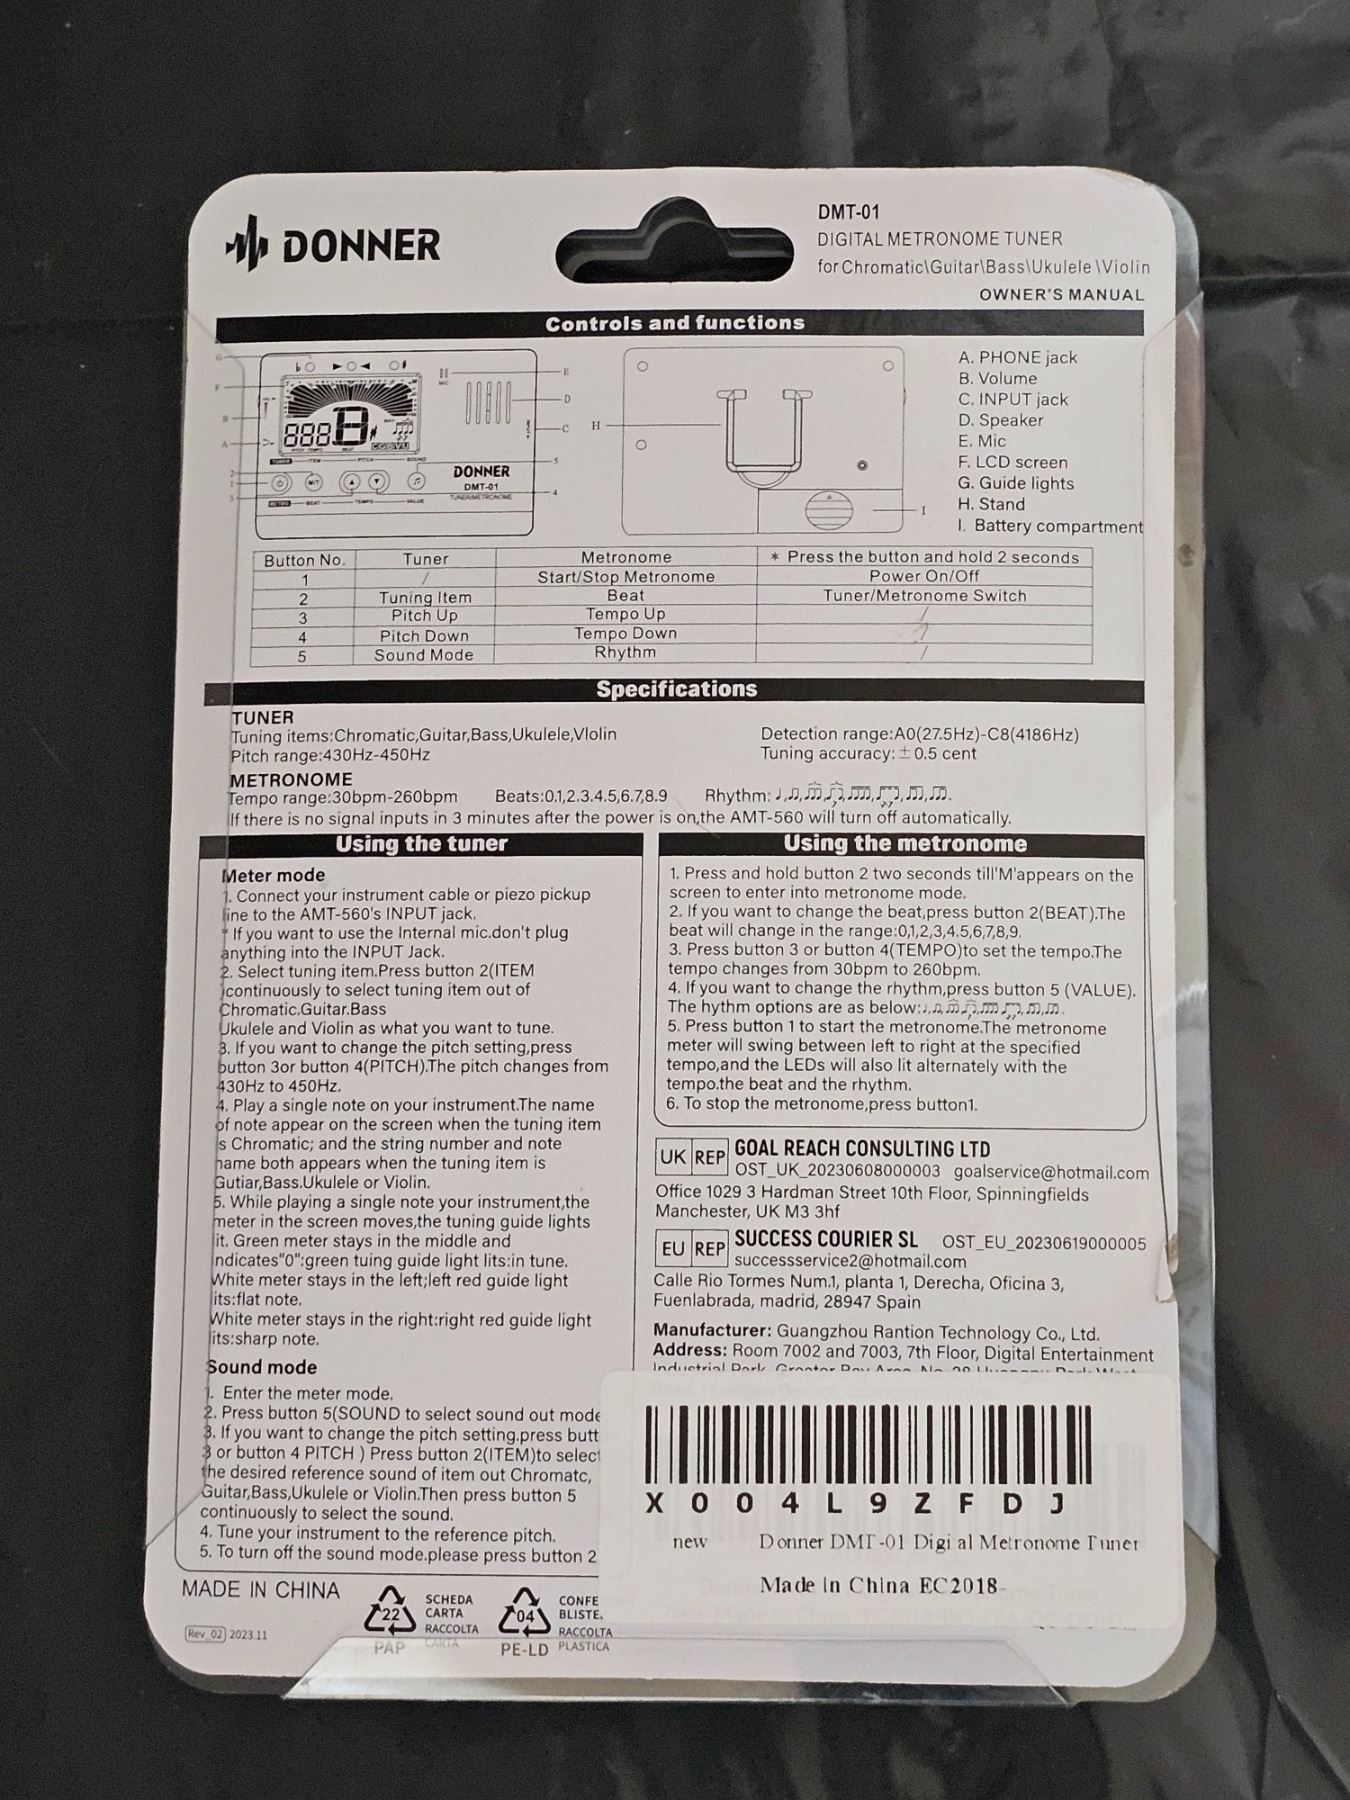 DONNER
DMT-01
DIGITAL METRONOME TUNER
for Chromatic\Guitar\Bass\Ukulele\Violin
OWNER'S MANUAL
Controls and functions
G
F
B
A
2
1
3
E
D
C
5
4
888
B
TUNER
ITEM
PITCH
SOUND
M/T
METRO
BEAT
TEMPO
VALUE
MIC
DONNER
DMT-01
TUNER/METRONOME
H
I
A. PHONE jack
B. Volume
C. INPUT jack
D. Speaker
E. Mic
F. LCD screen
G. Guide lights
H. Stand
I. Battery compartment
Button No. Tuner Metronome * Press the button and hold 2 seconds
1 / Start/Stop Metronome Power On/Off
2 Tuning Item Beat Tuner/Metronome Switch
3 Pitch Up Tempo Up /
4 Pitch Down Tempo Down /
5 Sound Mode Rhythm /
Specifications
TUNER
Tuning items:Chromatic,Guitar,Bass,Ukulele,VIolin
Detection range:A0(27.5Hz)-C8(4186Hz)
Pitch range:430Hz-450Hz
Tuning accuracy:±0.5 cent
METRONOME
Tempo range:30bpm-260bpm Beats:0.1,2.3.4.5,6.7,8.9 Rhythm:
If there is no signal inputs in 3 minutes after the power is on,the AMT-560 will turn off automatically.
Using the tuner
Meter mode
1. Connect your instrument cable or piezo pickup
line to the AMT-560's INPUT jack.
* If you want to use the Internal mic.don't plug
anything into the INPUT Jack.
2. Select tuning item.Press button 2(ITEM
)continuously to select tuning item out of
Chromatic.Guitar.Bass
Ukulele and Violin as what you want to tune.
3. If you want to change the pitch setting,press
button 3or button 4(PITCH).The pitch changes from
430Hz to 450Hz.
4. Play a single note on your instrument.The name
of note appear on the screen when the tuning item
is Chromatic; and the string number and note
name both appears when the tuning item is
Gutiar,Bass.Ukulele or Violin.
5. While playing a single note your instrument,the
meter in the screen moves,the tuning guide lights
lit. Green meter stays in the middle and
indicates"0":green tuing guide light lits:in tune.
White meter stays in the left;left red guide light
lits:flat note.
White meter stays in the right:right red guide light
lits:sharp note.
Sound mode
1. Enter the meter mode.
2. Press button 5(SOUND to select sound out mode
3. If you want to change the pitch setting.press butt
3 or button 4 PITCH ) Press button 2(ITEM)to select
the desired reference sound of item out Chromatc,
Guitar,Bass,Ukulele or Violin.Then press button 5
continuously to select the sound.
4. Tune your instrument to the reference pitch.
5. To turn off the sound mode,please press button 2
Using the metronome
1. Press and hold button 2 two seconds till'M'appears on the
screen to enter into metronome mode.
2. If you want to change the beat,press button 2(BEAT).The
beat will change in the range:0,1,2,3,4.5,6,7,8,9.
3. Press button 3 or button 4(TEMPO)to set the tempo.The
tempo changes from 30bpm to 260bpm.
4. If you want to change the rhythm,press button 5 (VALUE).
The hythm options are as below:
5. Press button 1 to start the metronome.The metronome
meter will swing between left to right at the specified
tempo,and the LEDs will also lit alternately with the
tempo.the beat and the rhythm.
6. To stop the metronome,press button1.
UK REP GOAL REACH CONSULTING LTD
OST_UK_20230608000003 goalservice@hotmail.com
Office 1029 3 Hardman Street 10th Floor, Spinningfields
Manchester, UK M3 3hf
EU REP SUCCESS COURIER SL OST_EU_20230619000005
successservice2@hotmail.com
Calle Rio Tormes Num.1, planta 1, Derecha, Oficina 3,
Fuenlabrada, madrid, 28947 Spain
Manufacturer: Guangzhou Rantion Technology Co., Ltd.
Address: Room 7002 and 7003, 7th Floor, Digital Entertainment
Industrial Park, Greater Bay Area, No. West
X004L9ZFDJ
new Donner DMT-01 Digi al Metronome Tuner
Made in China EC2018-
MADE IN CHINA
Rev_02 2023.11
22
PAP
SCHEDA
CARTA
RACCOLTA
CARTA
04
PE-LD
CONFE
BLISTE.
RACCOLTA
PLASTICA